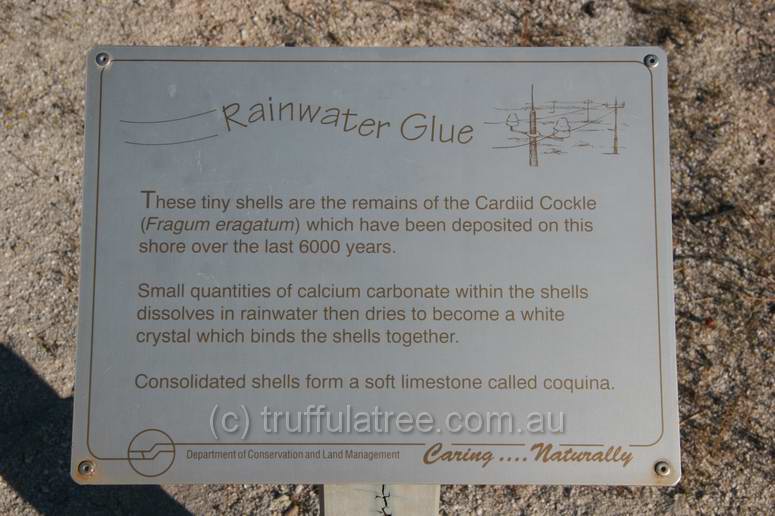 Rainwater Glue
These tiny shells are the remains of the Cardiid Cockle
(Fragum eragatum) which have been deposited on this
shore over the last 6000 years.
Small quantities of calcium carbonate within the shells
dissolves in rainwater then dries to become a white
crystal which binds the shells together.
Consolidated shells form a soft limestone called coquina.
(c) truffulatree.com.au
Department of Conservation and Land Management
Caring ....Naturally